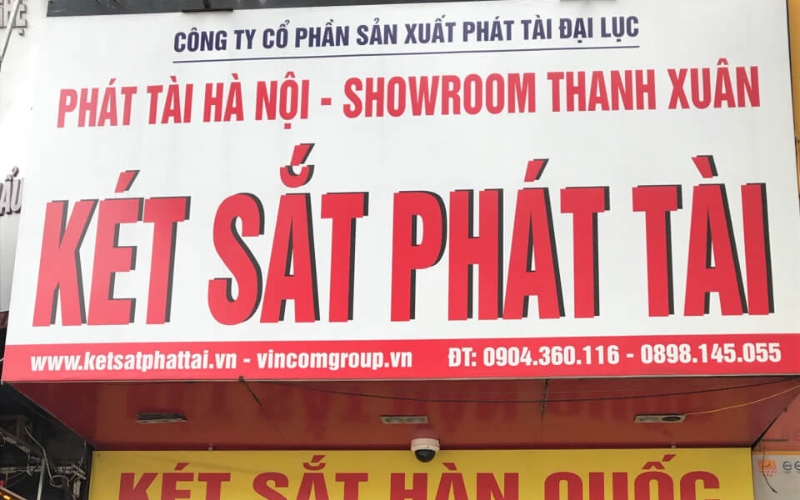 CÔNG TY CỔ PHẦN SẢN XUẤT PHÁT TÀI ĐẠI LỤC
PHÁT TÀI HÀ NỘI - SHOWROOM THANH XUÂN
KÉT SẮT PHÁT TÀI
www.ketsatphattai.vn - vincomgroup.vn ĐT: 0904.360.116 - 0898.145.055
KÉT SẮT HÀN QUỐC